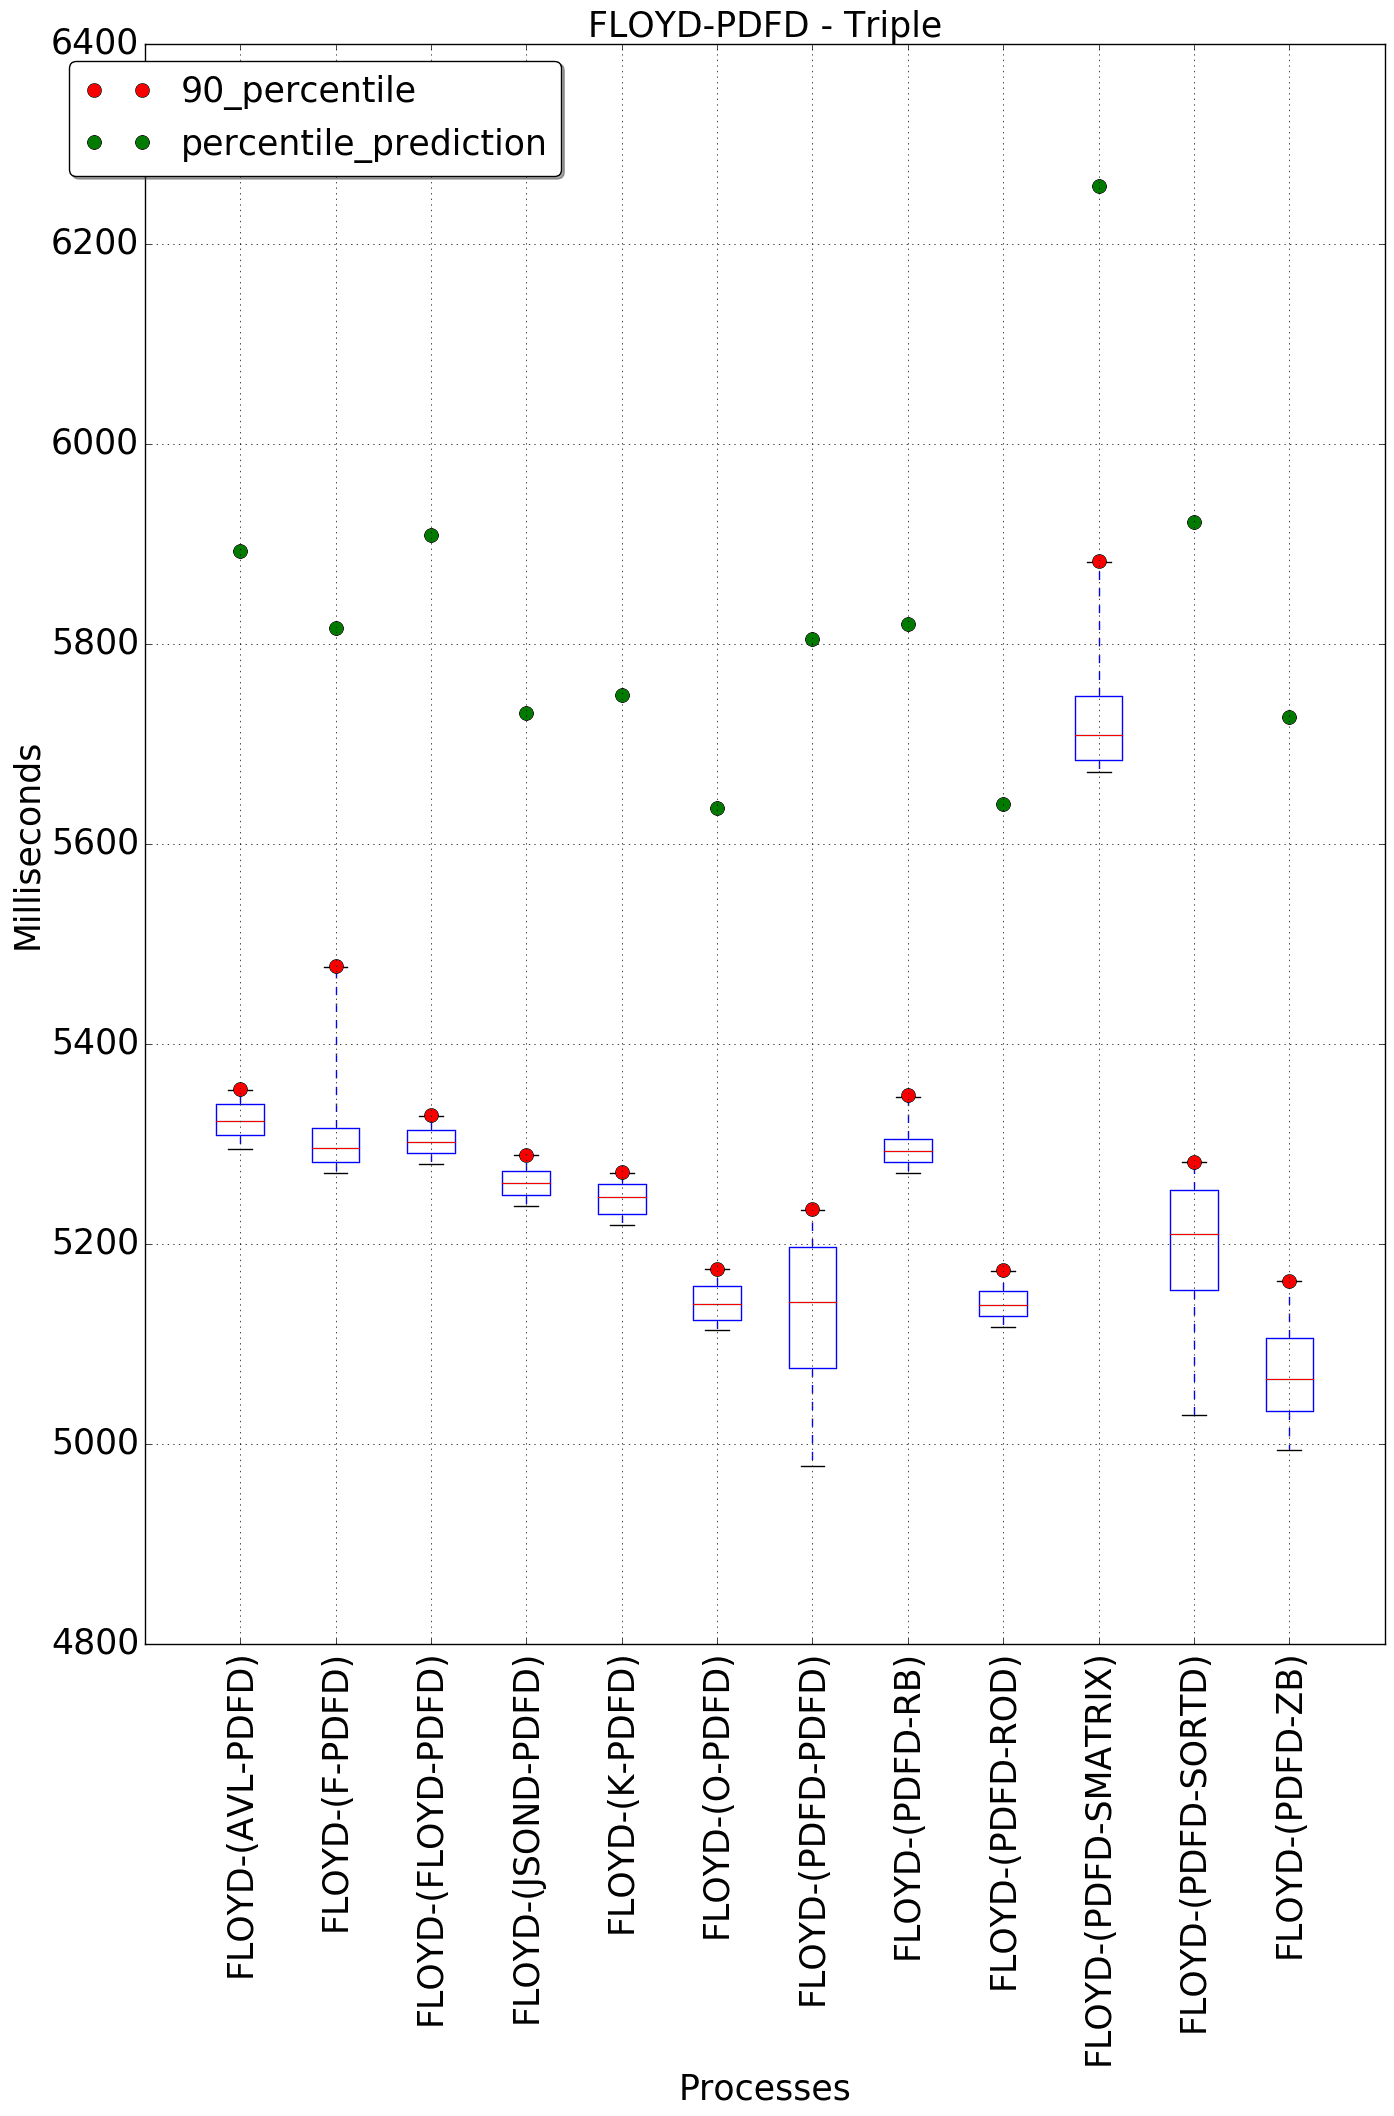 FLOYD-PDFD - Triple
90_percentile
percentile_prediction
6400
6200
6000
5800
5600
5400
5200
5000
4800
Milliseconds
FLOYD-(AVL-PDFD)
FLOYD-(F-PDFD)
FLOYD-(FLOYD-PDFD)
FLOYD-(JSOND-PDFD)
FLOYD-(K-PDFD)
FLOYD-(O-PDFD)
FLOYD-(PDFD-PDFD)
FLOYD-(PDFD-RB)
FLOYD-(PDFD-ROD)
FLOYD-(PDFD-SMATRIX)
FLOYD-(PDFD-SORTD)
FLOYD-(PDFD-ZB)
Processes